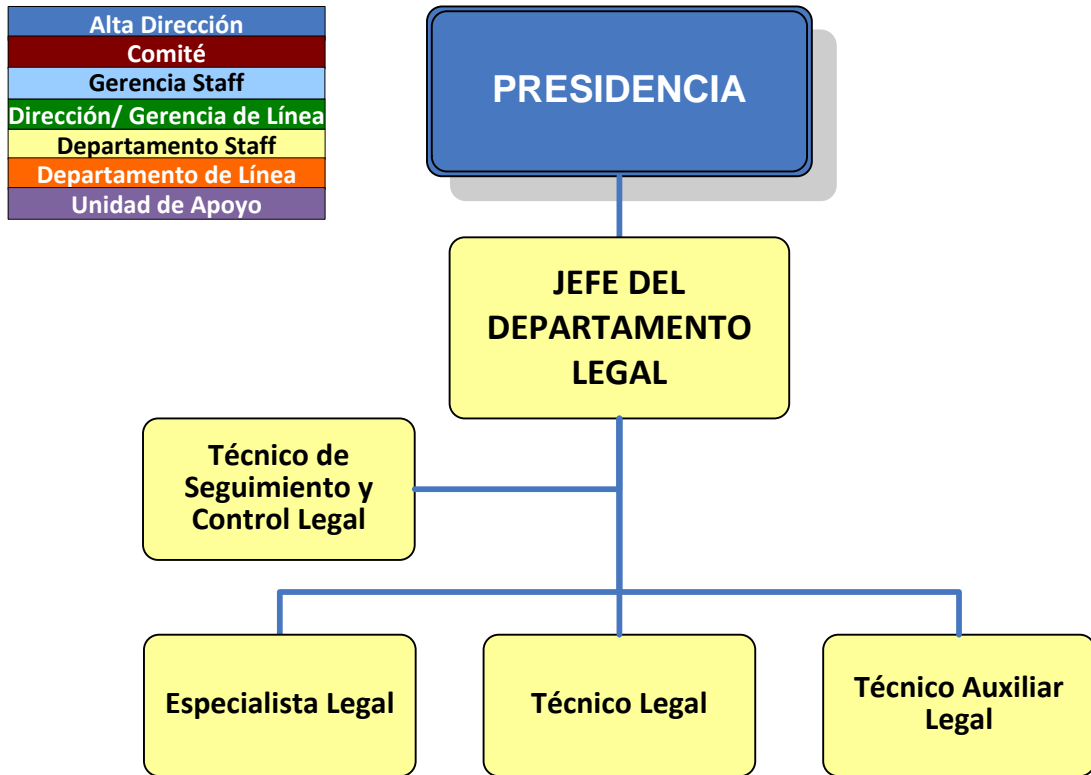 Alta Dirección
Comité
Gerencia Staff
Dirección/ Gerencia de Línea
Departamento Staff
Departamento de Línea
Unidad de Apoyo
PRESIDENCIA
JEFE DEL
DEPARTAMENTO
LEGAL
Técnico de
Seguimiento y
Control Legal
Especialista Legal
Técnico Legal
Técnico Auxiliar
Legal